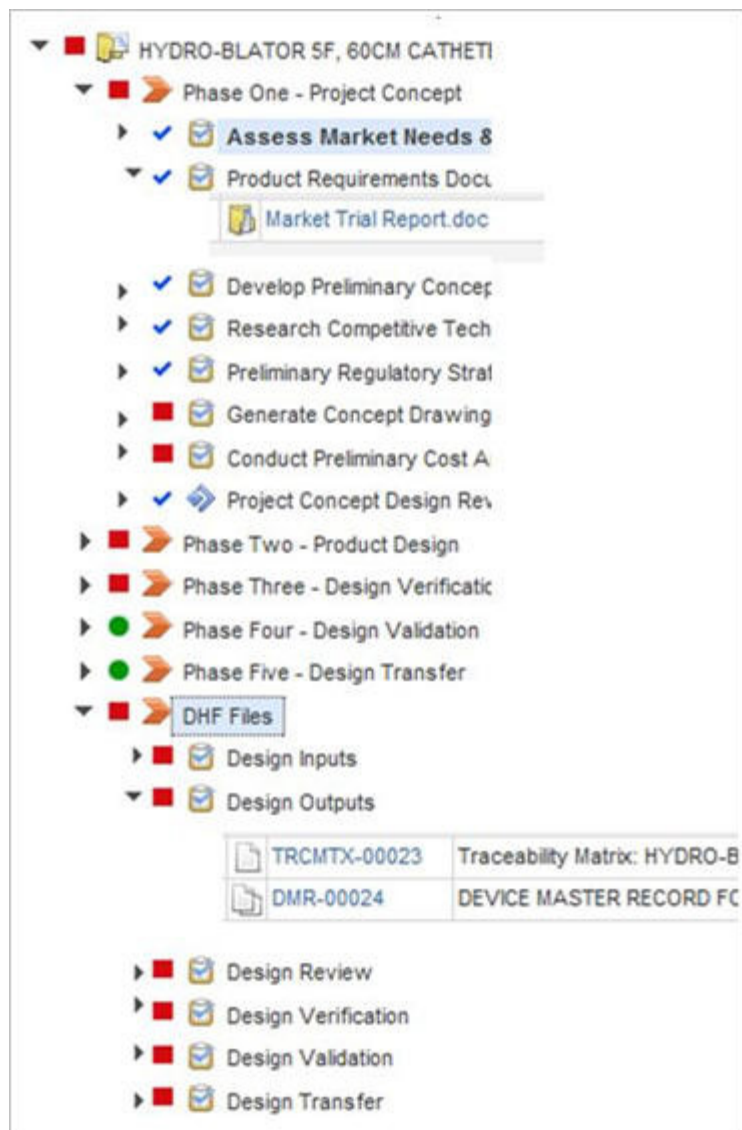 HYDRO-BLATOR 5F, 60CM CATHETI
Phase One - Project Concept
Assess Market Needs &
Product Requirements Docu
Market Trial Report.doc
Develop Preliminary Concep
Research Competitive Tech
Preliminary Regulatory Strat
Generate Concept Drawing
Conduct Preliminary Cost A
Project Concept Design Rev
Phase Two - Product Design
Phase Three - Design Verificatic
Phase Four - Design Validation
Phase Five - Design Transfer
DHF Files
Design Inputs
Design Outputs
TRCMTX-00023 Traceability Matrix: HYDRO-B
DMR-00024 DEVICE MASTER RECORD FO
Design Review
Design Verification
Design Validation
Design Transfer